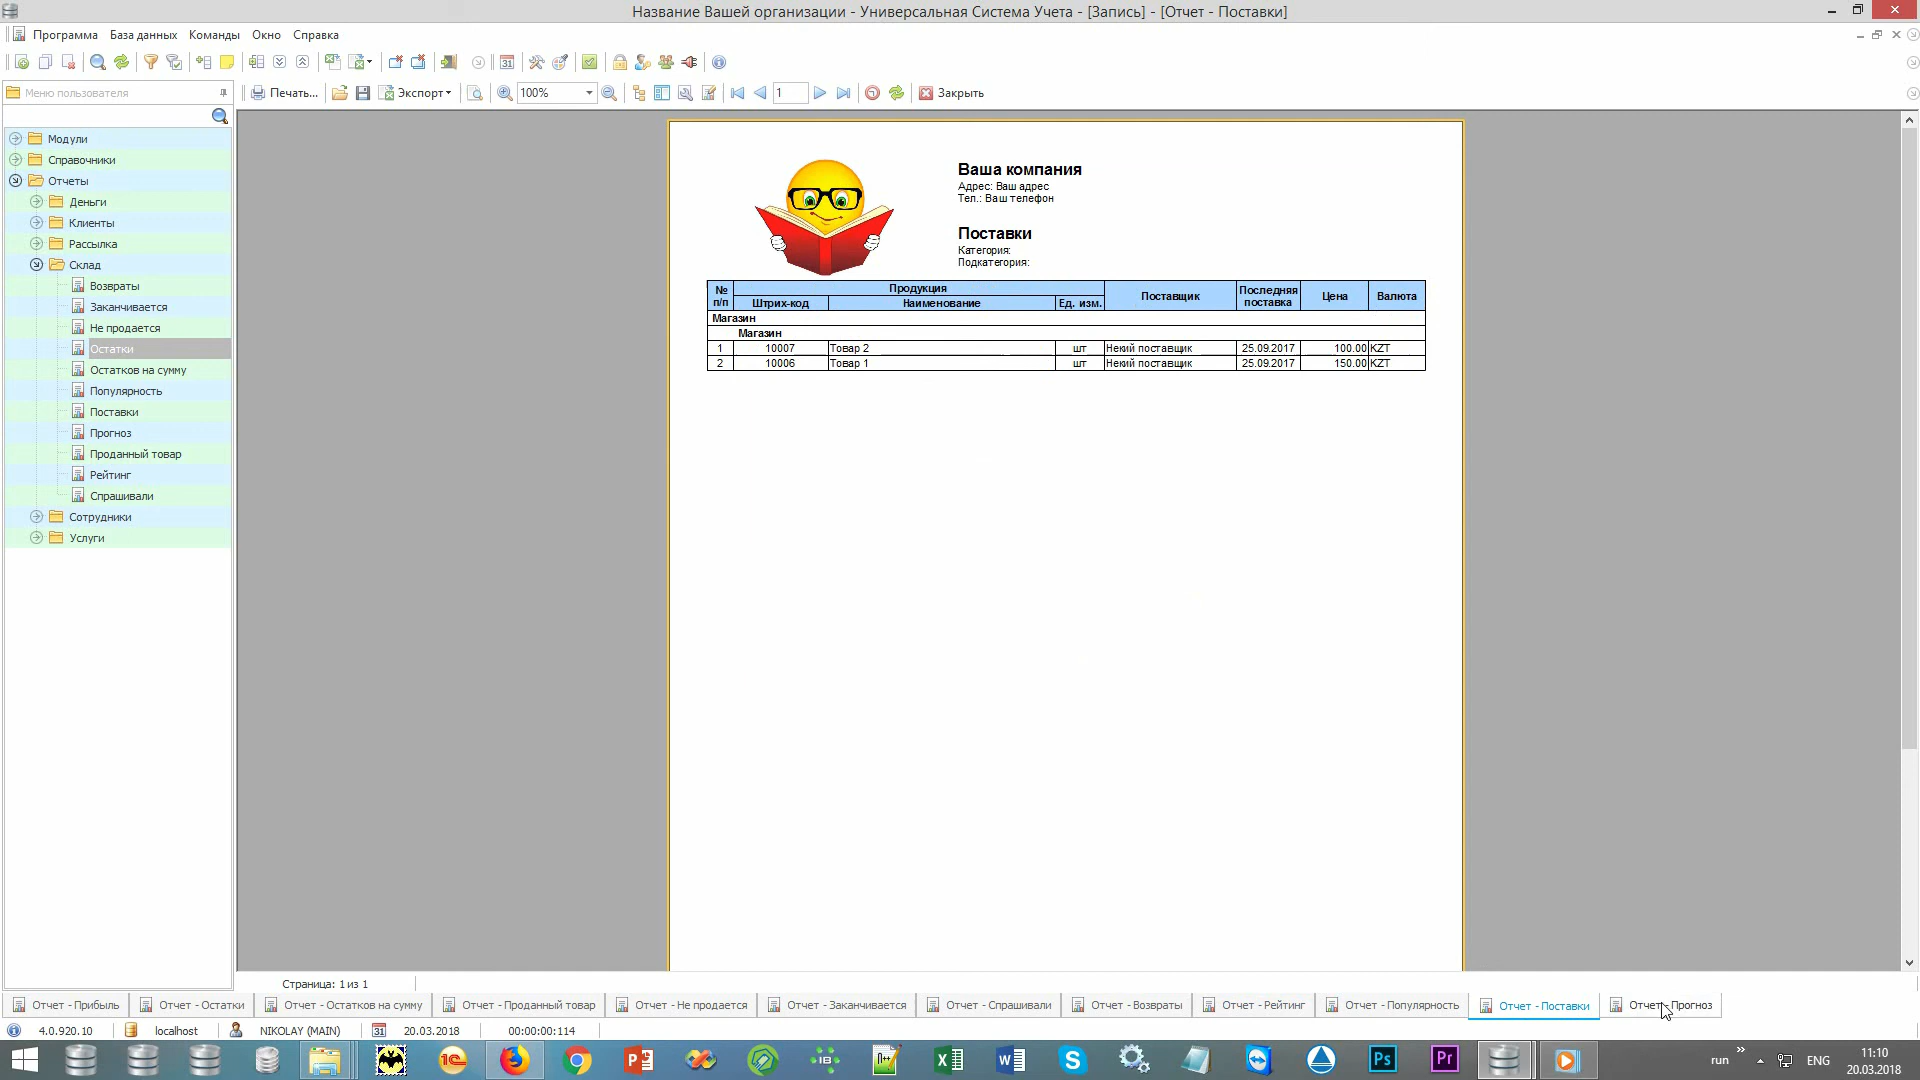 Название Вашей организации - Универсальная Система Учета - [Запись] - [Отчет - Поставки]
Программа База данных Команды Окно Справка
Меню пользователя
Печать... Экспорт 100% 1 Закрыть
Модули
Справочники
Отчеты
Деньги
Клиенты
Рассылка
Склад
Возвраты
Заканчивается
Не продается
Остатки
Остатков на сумму
Популярность
Поставки
Прогноз
Проданный товар
Рейтинг
Спрашивали
Сотрудники
Услуги
Ваша компания
Адрес: Ваш адрес
Тел.: Ваш телефон
Поставки
Категория:
Подкатегория:
№ п/п Продукция Поставщик Последняя поставка Цена Валюта
Штрих-код Наименование Ед. изм.
Магазин
Магазин
1 10007 Товар 2 шт Некий поставщик 25.09.2017 100.00 KZT
2 10006 Товар 1 шт Некий поставщик 25.09.2017 150.00 KZT
Страница: 1 из 1
Отчет - Прибыль Отчет - Остатки Отчет - Остатков на сумму Отчет - Проданный товар Отчет - Не продается Отчет - Заканчивается Отчет - Спрашивали Отчет - Возвраты Отчет - Рейтинг Отчет - Популярность Отчет - Поставки Отчет - Прогноз
4.0.920.10 localhost NIKOLAY (MAIN) 31 20.03.2018 00:00:00:114
run ENG 11:10
20.03.2018